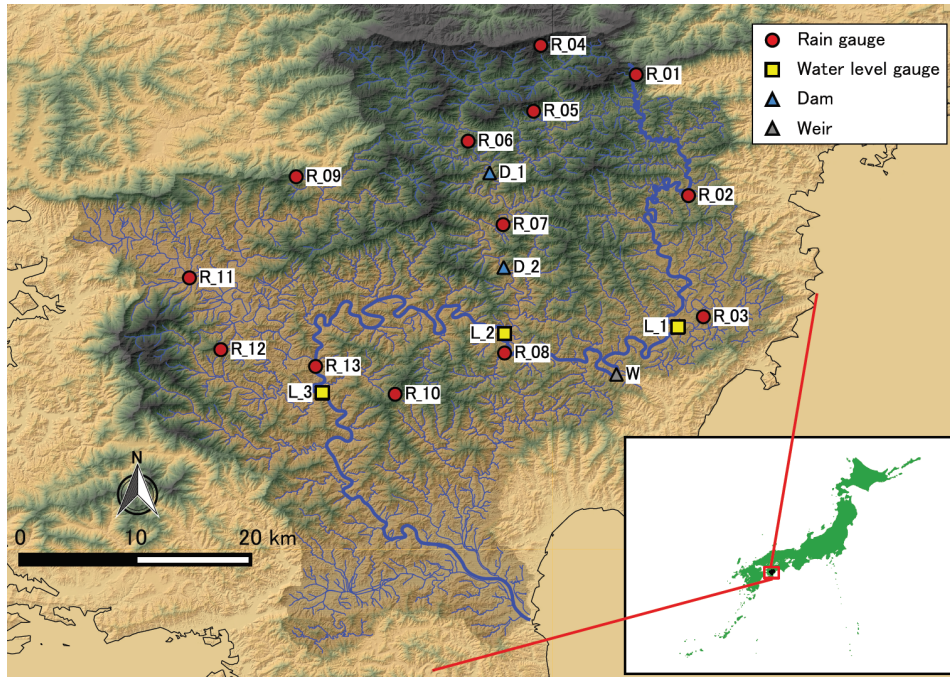 R_04
R_01
R_05
R_06
D_1
R_09
R_02
R_07
D_2
R_11
R_03
L_1
L_2
R_08
R_12
R_13
W
L_3
R_10
N
0 10 20 km
Rain gauge
Water level gauge
Dam
Weir